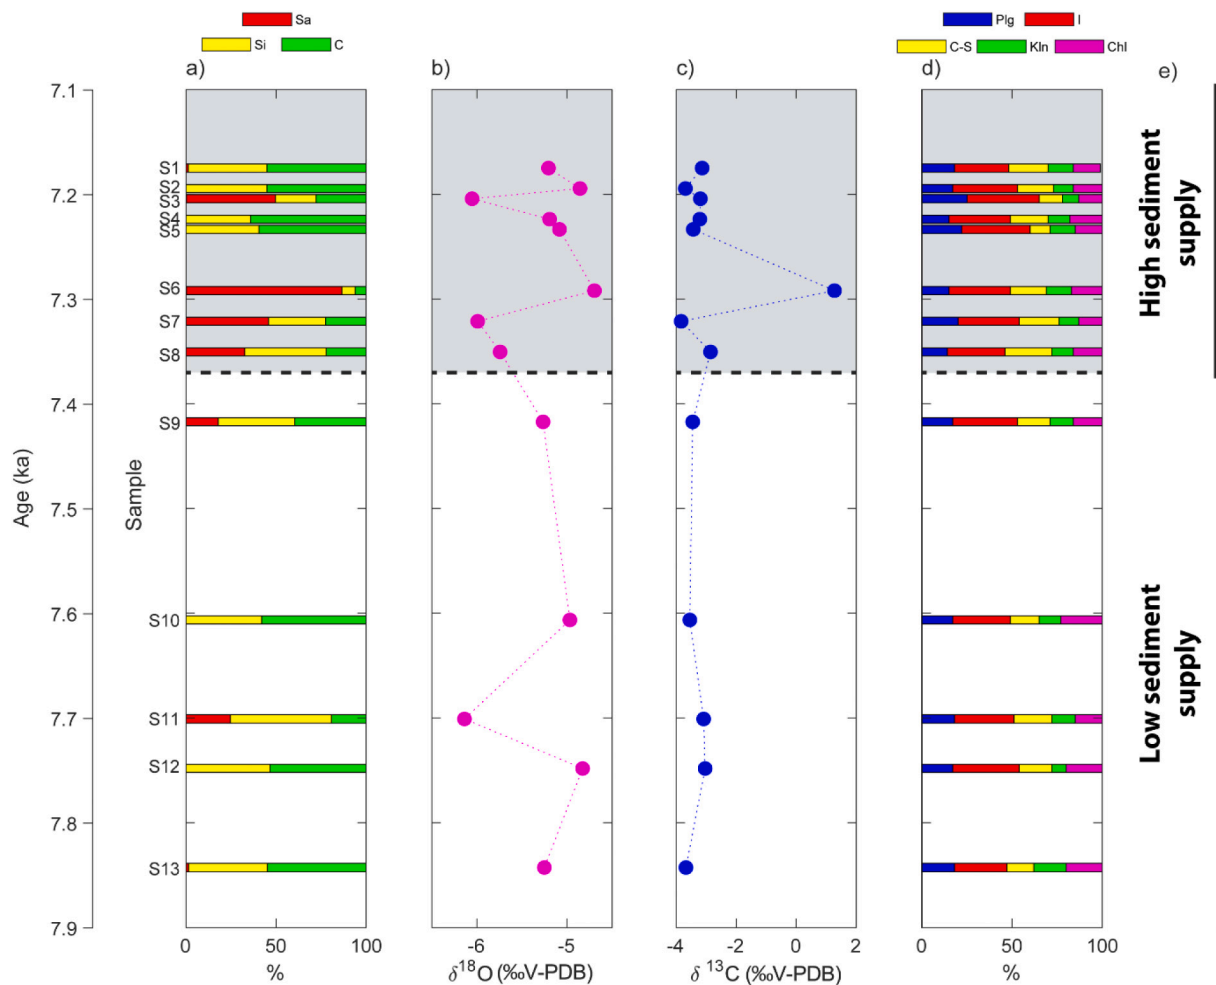 Sa
Si C
Plg I
C-S Kln Chl
a) b) c) d) e)
7.1
7.2
7.3
7.4
7.5
7.6
7.7
7.8
7.9
Age (ka)
Sample
S1
S2
S3
S4
S5
S6
S7
S8
S9
S10
S11
S12
S13
High sediment
supply
Low sediment
supply
0 50 100 -6 -5 -4 -2 0 2 0 50 100
% δ¹⁸O (‰V-PDB) δ ¹³C (‰V-PDB) %